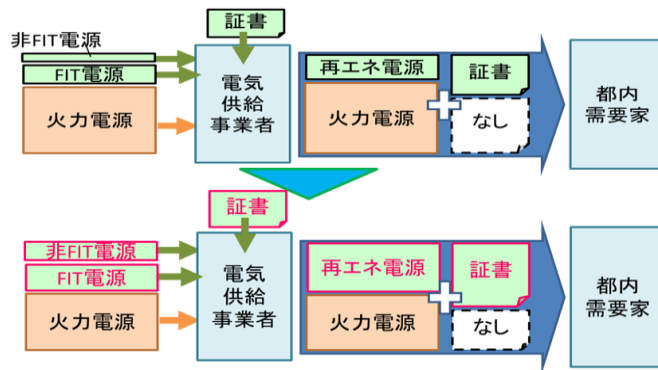 証書
非FIT電源
FIT電源
火力電源
電気
供給
事業者
再エネ電源
証書
火力電源
なし
都内
需要家
証書
非FIT電源
FIT電源
火力電源
電気
供給
事業者
再エネ電源
証書
火力電源
なし
都内
需要家